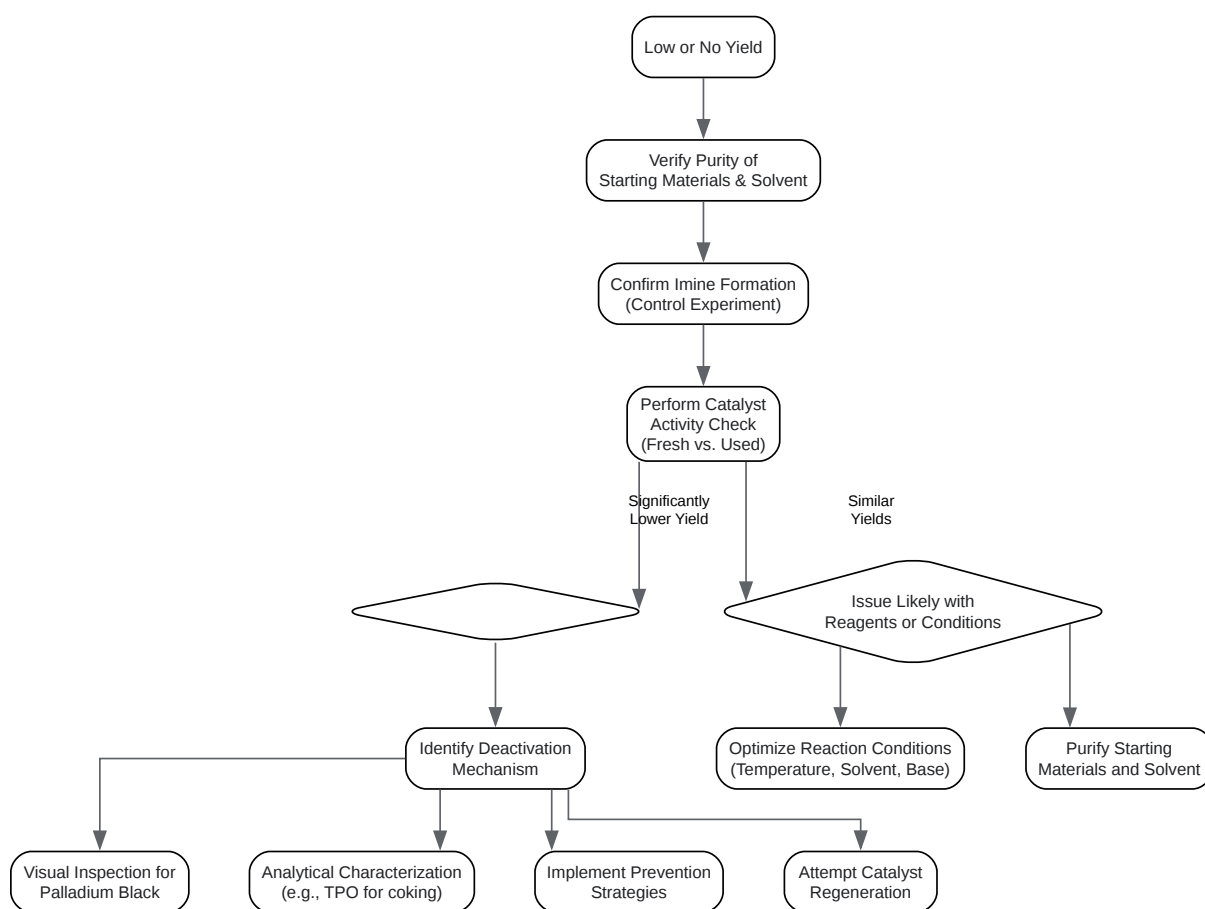 Low or No Yield
Verify Purity of
Starting Materials & Solvent
Confirm Imine Formation
(Control Experiment)
Perform Catalyst
Activity Check
(Fresh vs. Used)
Significantly
Lower Yield
Similar
Yields
Issue Likely with
Reagents or Conditions
Identify Deactivation
Mechanism
Optimize Reaction Conditions
(Temperature, Solvent, Base)
Purify Starting
Materials and Solvent
Visual Inspection for
Palladium Black
Analytical Characterization
(e.g., TPO for coking)
Implement Prevention
Strategies
Attempt Catalyst
Regeneration